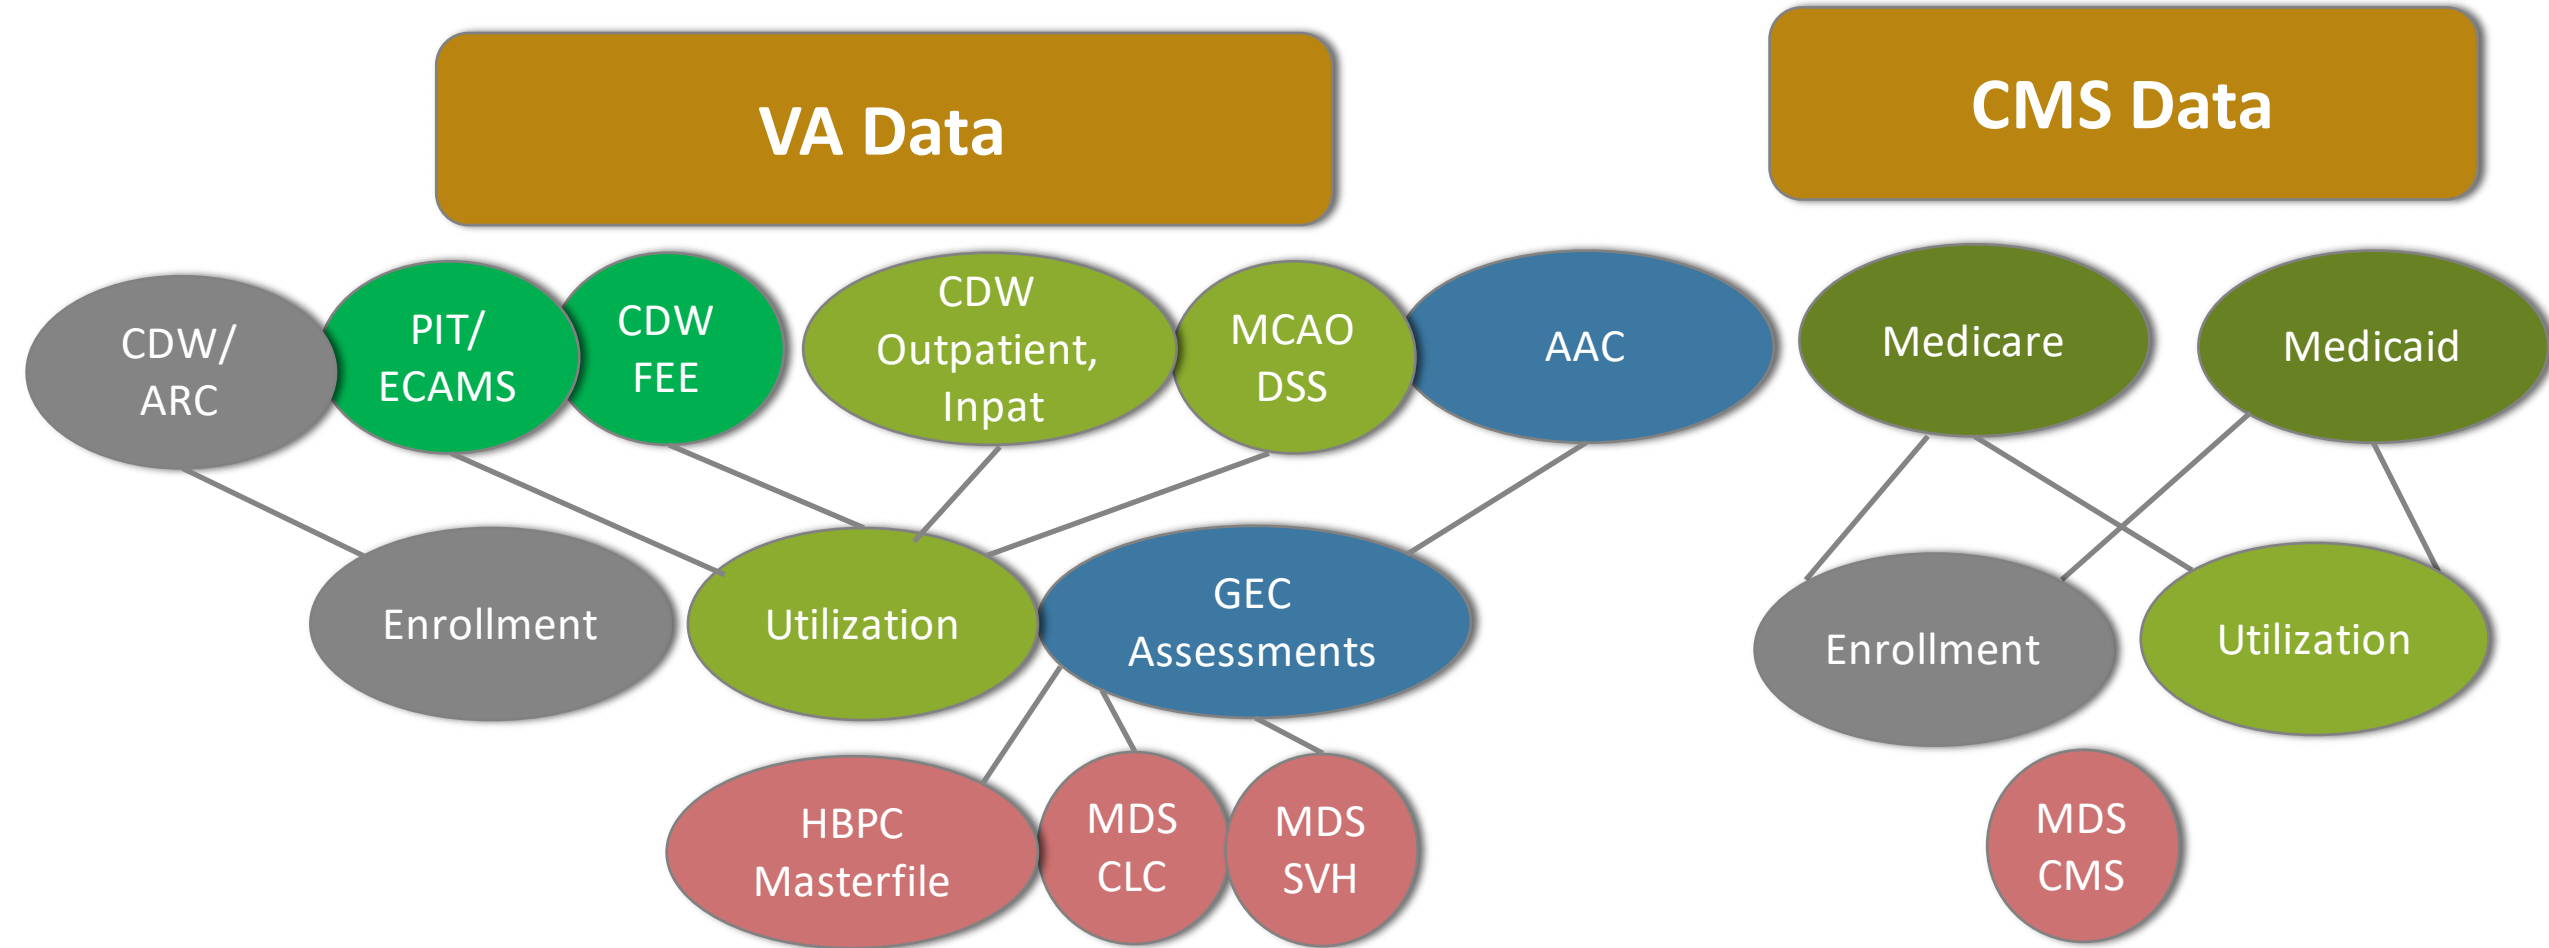 VA Data
CMS Data
CDW/
ARC
PIT/
ECAMS
CDW
FEE
CDW
Outpatient,
Inpat
MCAO
DSS
AAC
Medicare
Medicaid
Enrollment
Utilization
GEC
Assessments
Enrollment
Utilization
HBPC
Masterfile
MDS
CLC
MDS
SVH
MDS
CMS